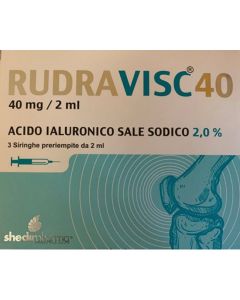 RUDRAVISC® 40
40 mg / 2 ml
ACIDO IALURONICO SALE SODICO 2,0 %
3 Siringhe preriempite da 2 ml